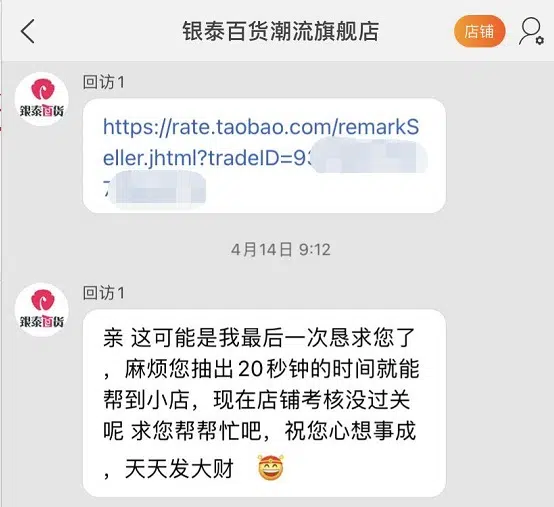 银泰百货潮流旗舰店
店铺
回访1
銀泰百货
https://rate.taobao.com/remarkS
eller.jhtml?tradeID=93
7
4月14日 9:12
回访1
銀泰百货
亲 这可能是我最后一次恳求您了
，麻烦您抽出20秒钟的时间就能
帮到小店，现在店铺考核没过关
呢 求您帮帮忙吧，祝您心想事成
，天天发大财